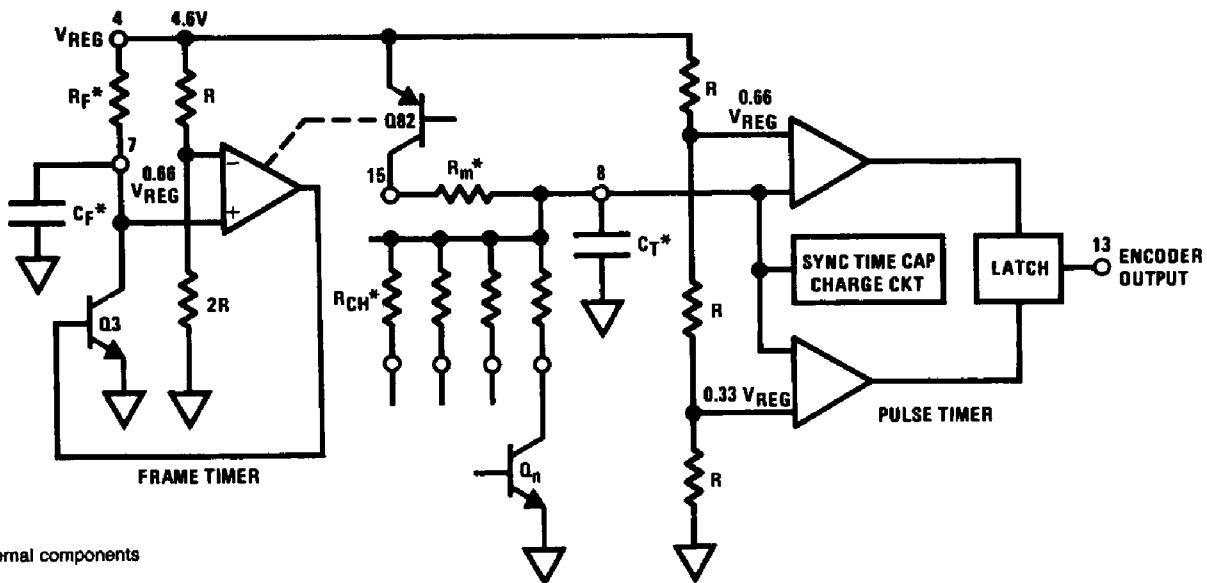 4
4.6V
VREG
RF*
R
Q82
R
0.66
VREG
7
0.66
VREG
15
Rm*
8
CF*
CT*
SYNC TIME CAP
CHARGE CKT
LATCH
13
ENCODER
OUTPUT
RCH*
R
Q3
2R
0.33 VREG
PULSE TIMER
FRAME TIMER
Qn
R
ernal components